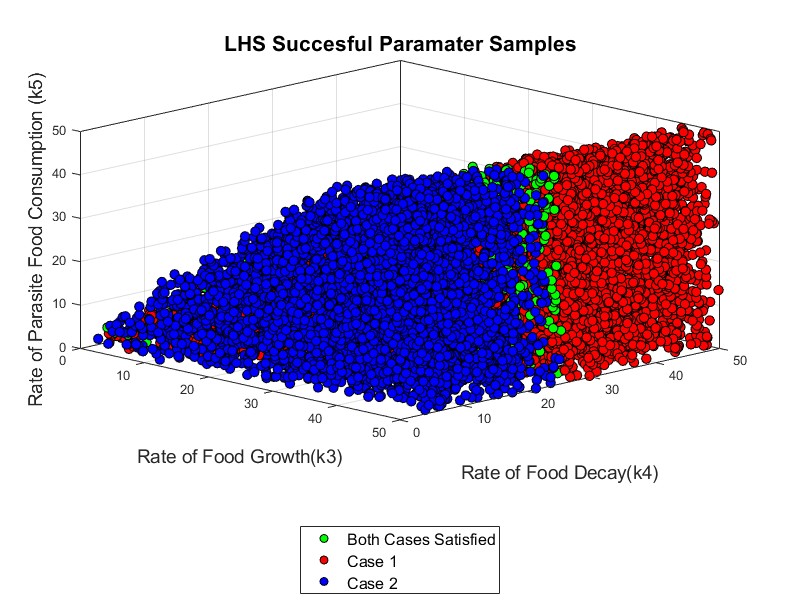 LHS Succesful Paramater Samples
Rate of Parasite Food Consumption (k5)
50
40
30
20
10
0
0
10
20
30
40
50
0
10
20
30
40
50
Rate of Food Growth(k3)
Rate of Food Decay(k4)
Both Cases Satisfied
Case 1
Case 2